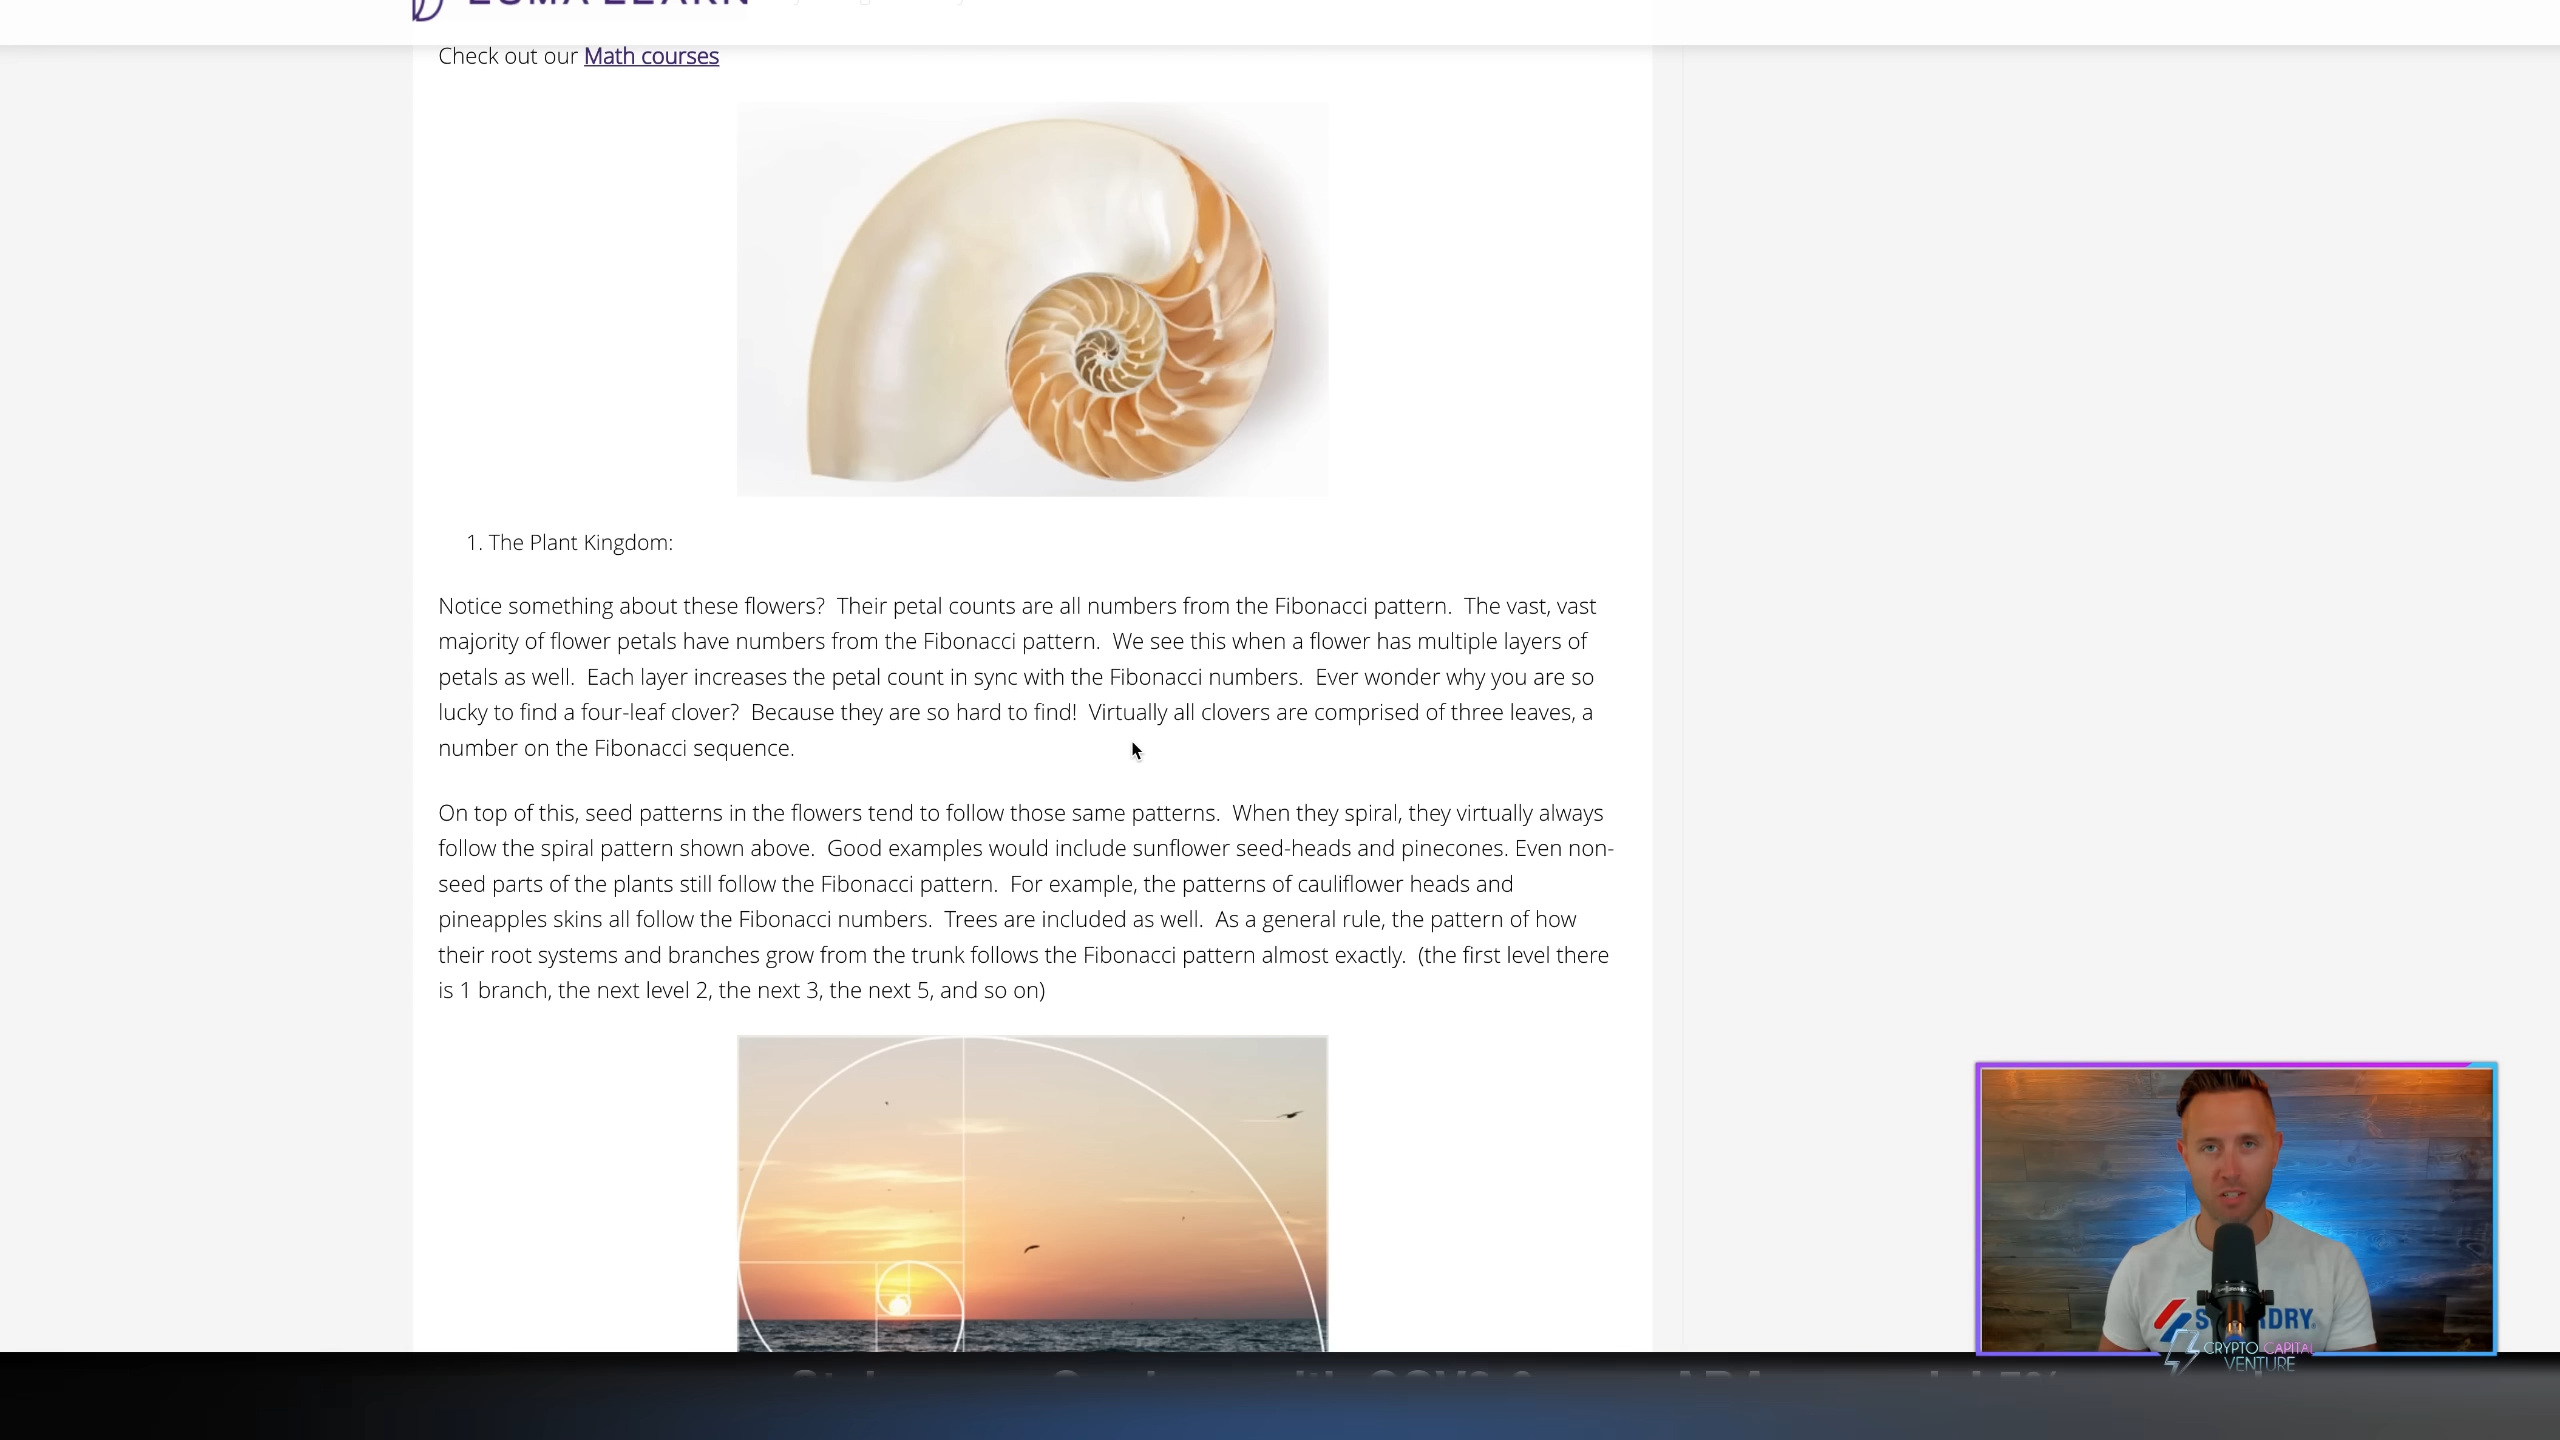 LUMA LEARN
Check out our Math courses
1. The Plant Kingdom:
Notice something about these flowers?  Their petal counts are all numbers from the Fibonacci pattern.  The vast, vast
majority of flower petals have numbers from the Fibonacci pattern.  We see this when a flower has multiple layers of
petals as well.  Each layer increases the petal count in sync with the Fibonacci numbers.  Ever wonder why you are so
lucky to find a four-leaf clover?  Because they are so hard to find!  Virtually all clovers are comprised of three leaves, a
number on the Fibonacci sequence.
On top of this, seed patterns in the flowers tend to follow those same patterns.  When they spiral, they virtually always
follow the spiral pattern shown above.  Good examples would include sunflower seed-heads and pinecones. Even non-
seed parts of the plants still follow the Fibonacci pattern.  For example, the patterns of cauliflower heads and
pineapples skins all follow the Fibonacci numbers.  Trees are included as well.  As a general rule, the pattern of how
their root systems and branches grow from the trunk follows the Fibonacci pattern almost exactly.  (the first level there
is 1 branch, the next level 2, the next 3, the next 5, and so on)
CRYPTO CAPITAL
VENTURE